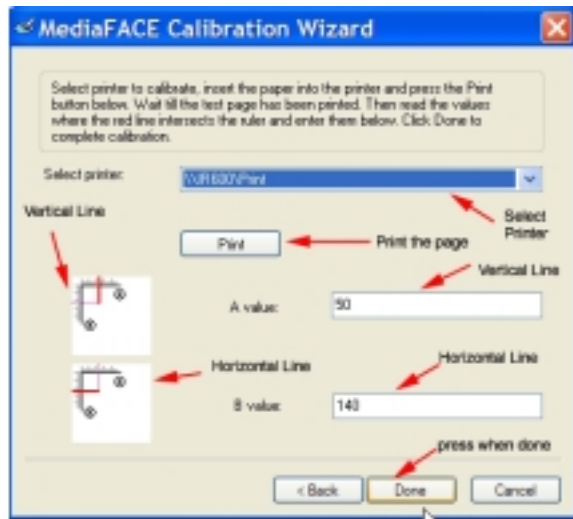 MediaFACE Calibration Wizard
Select printer to calibrate, insert the paper into the printer and press the Print
button below. Wait till the test page has been printed. Then read the values
where the red line intersects the ruler and enter them below. Click Done to
complete calibration.
Select printer:
Vertical Line
Select
Printer
Print
Print the page
Vertical Line
A value:
50
Horizontal Line
Horizontal Line
B value:
140
press when done
< Back
Done
Cancel